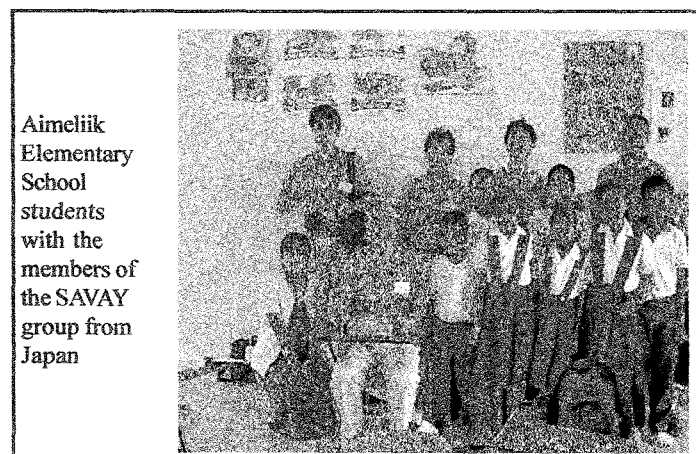 Aimeliik
Elementary
School
students
with the
members of
the SAVAY
group from
Japan